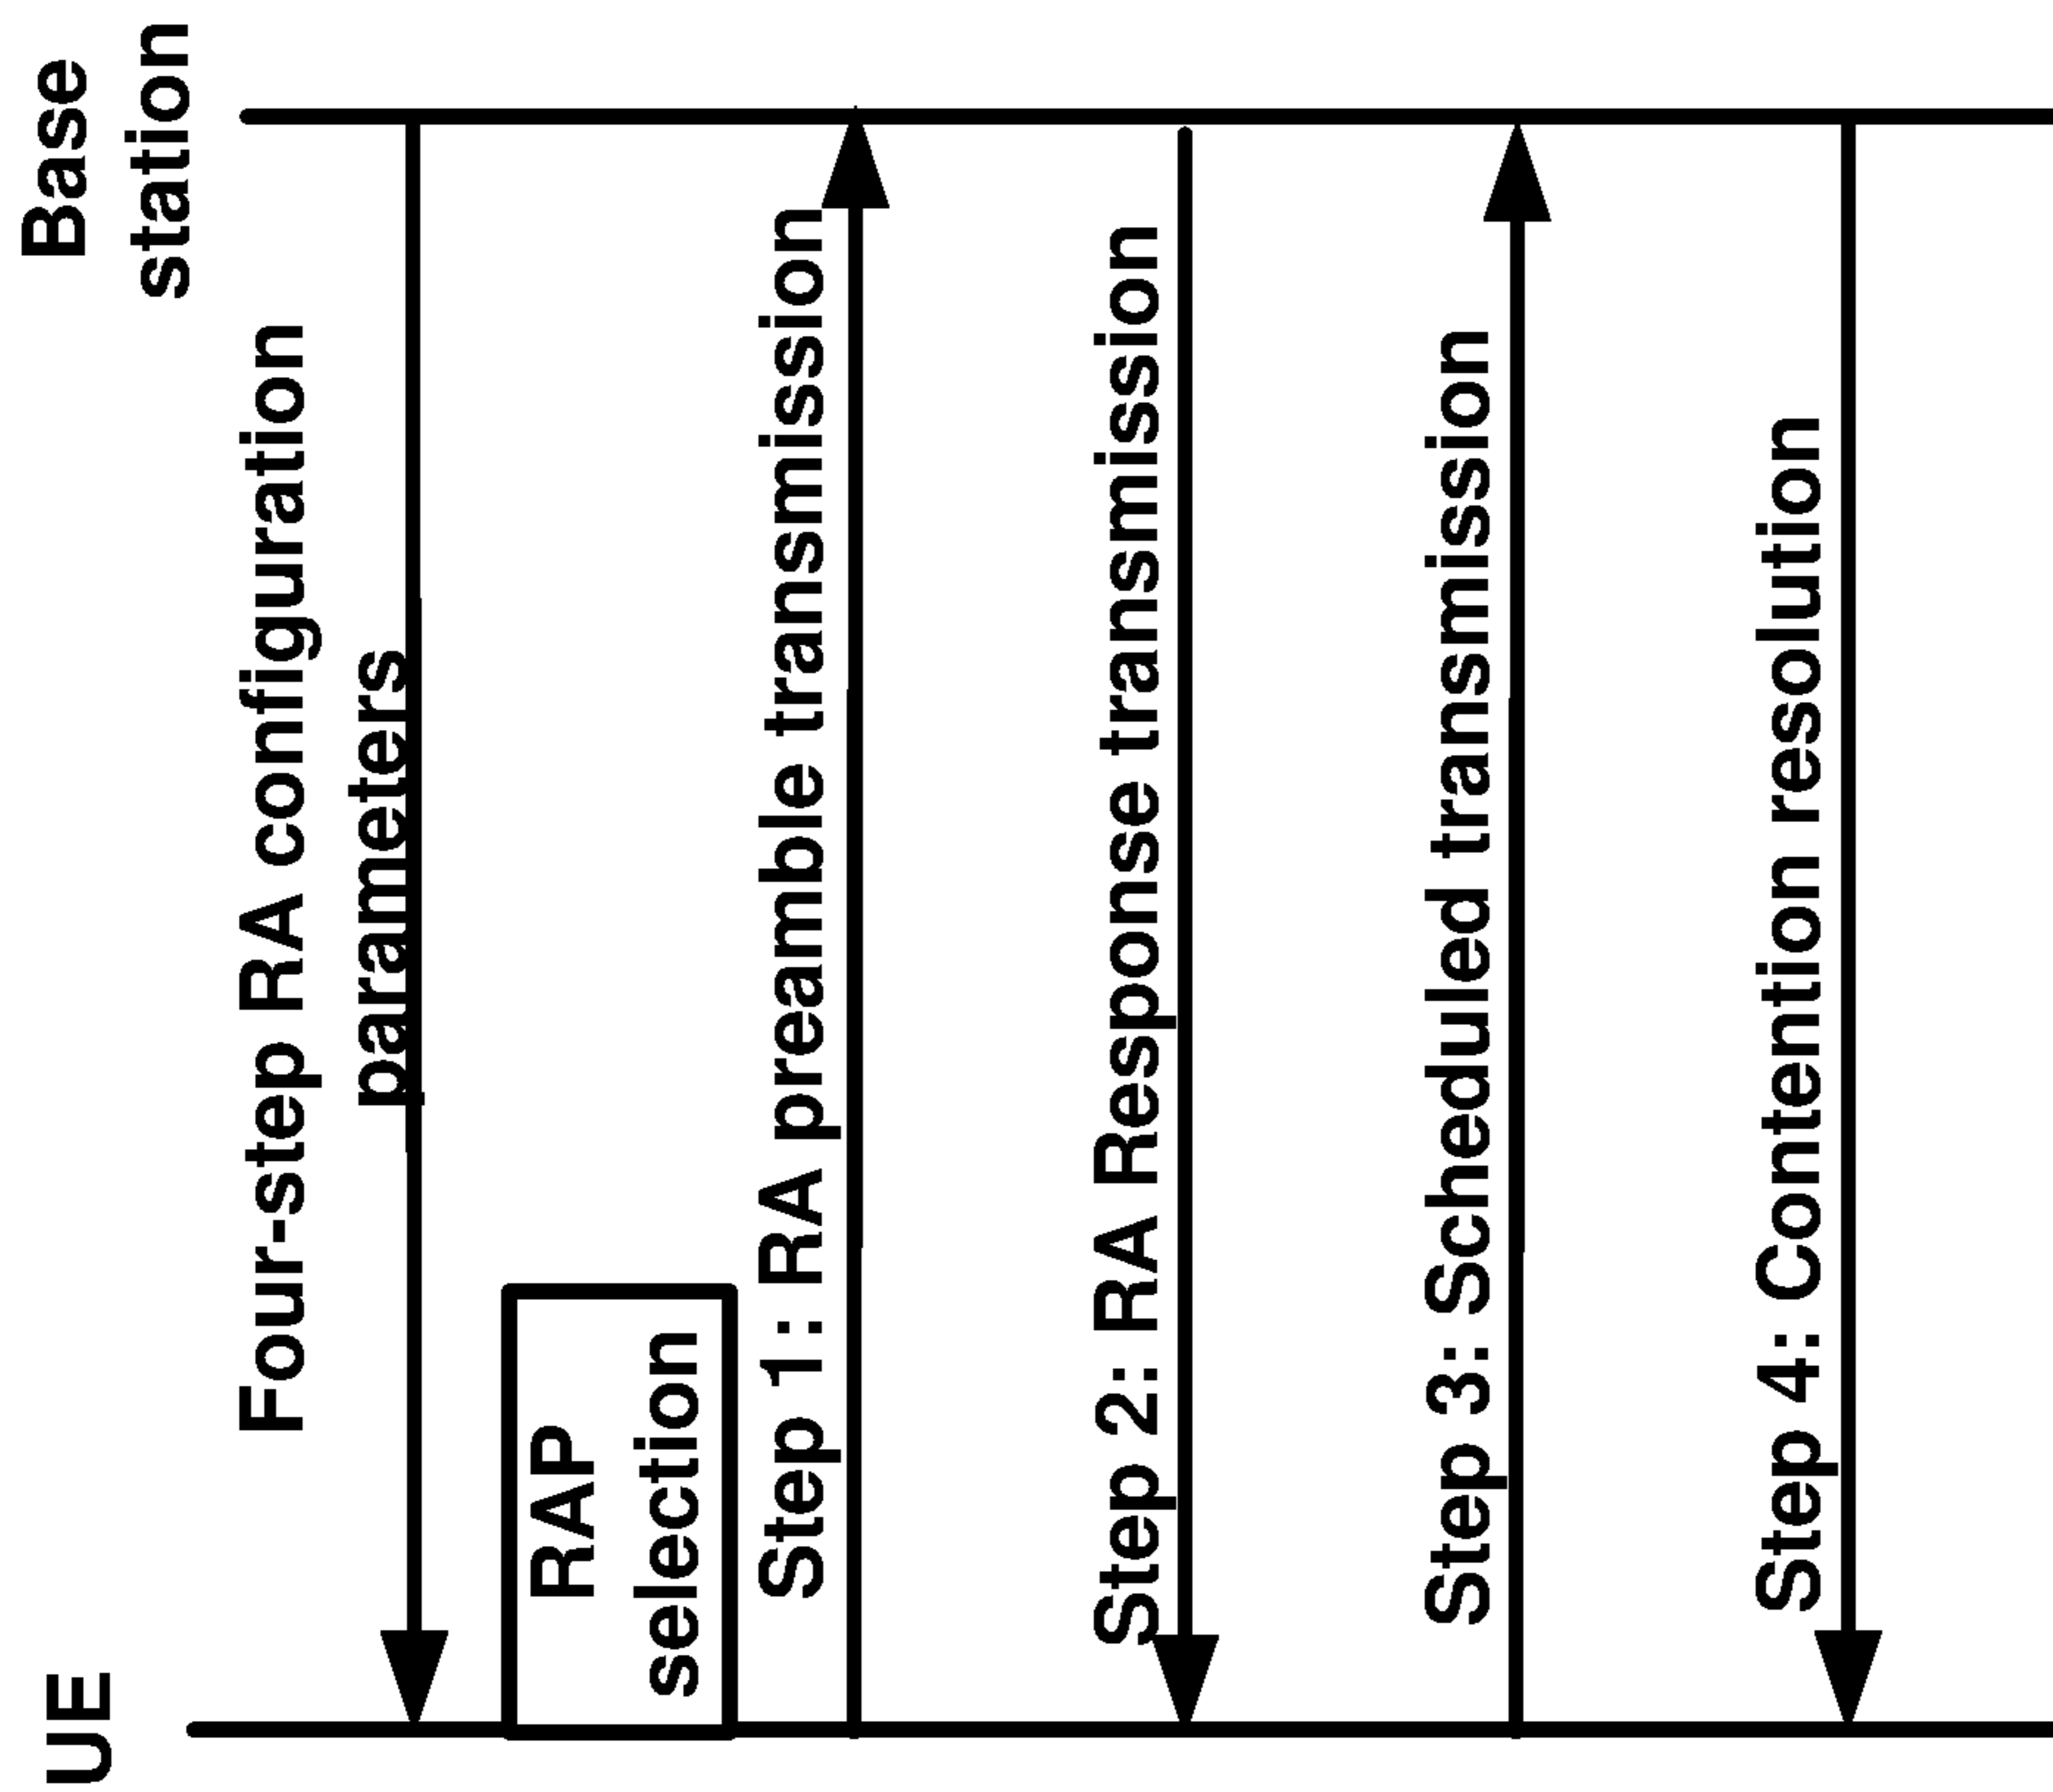 UE
Base
station
Four-step RA configuration
parameters
RAP
selection
Step 1: RA preamble transmission
Step 2: RA Response transmission
Step 3: Scheduled transmission
Step 4: Contention resolution